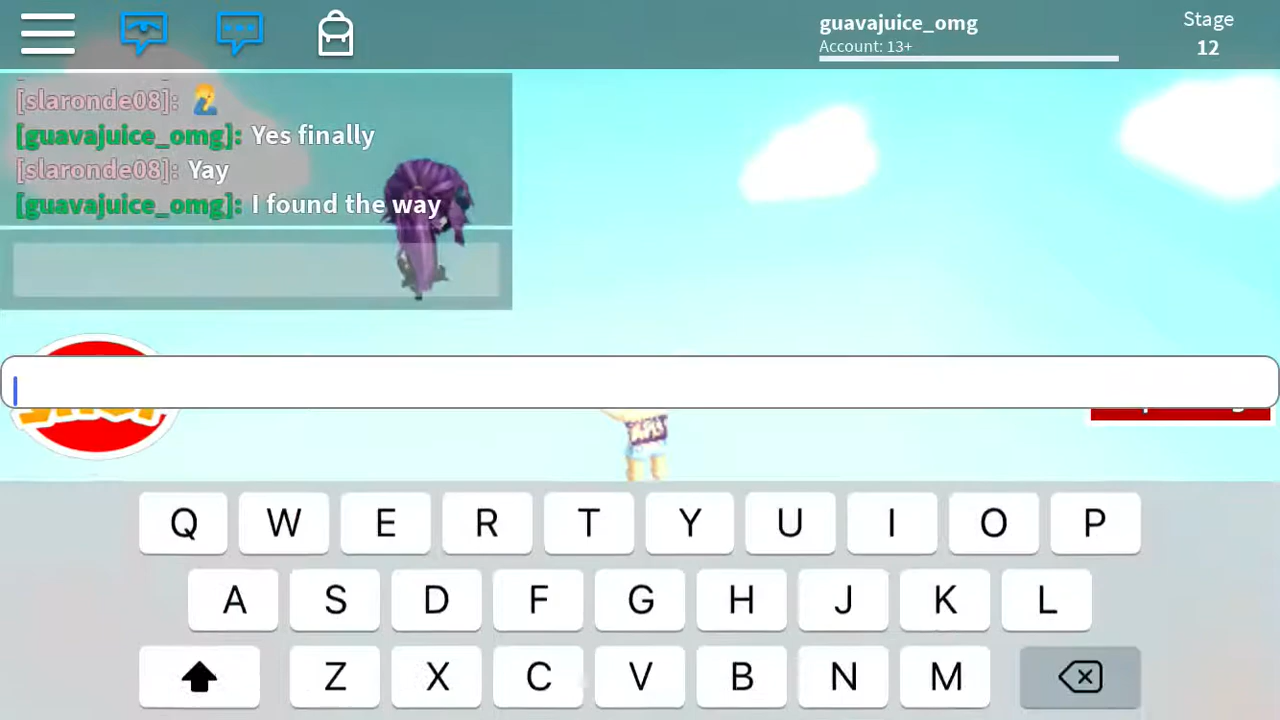 guavajuice_omg
Account: 13+
Stage
12
[slaronde08]: 🤦‍♂️
[guavajuice_omg]: Yes finally
[slaronde08]: Yay
[guavajuice_omg]: I found the way
Q W E R T Y U I O P
A S D F G H J K L
Z X C V B N M